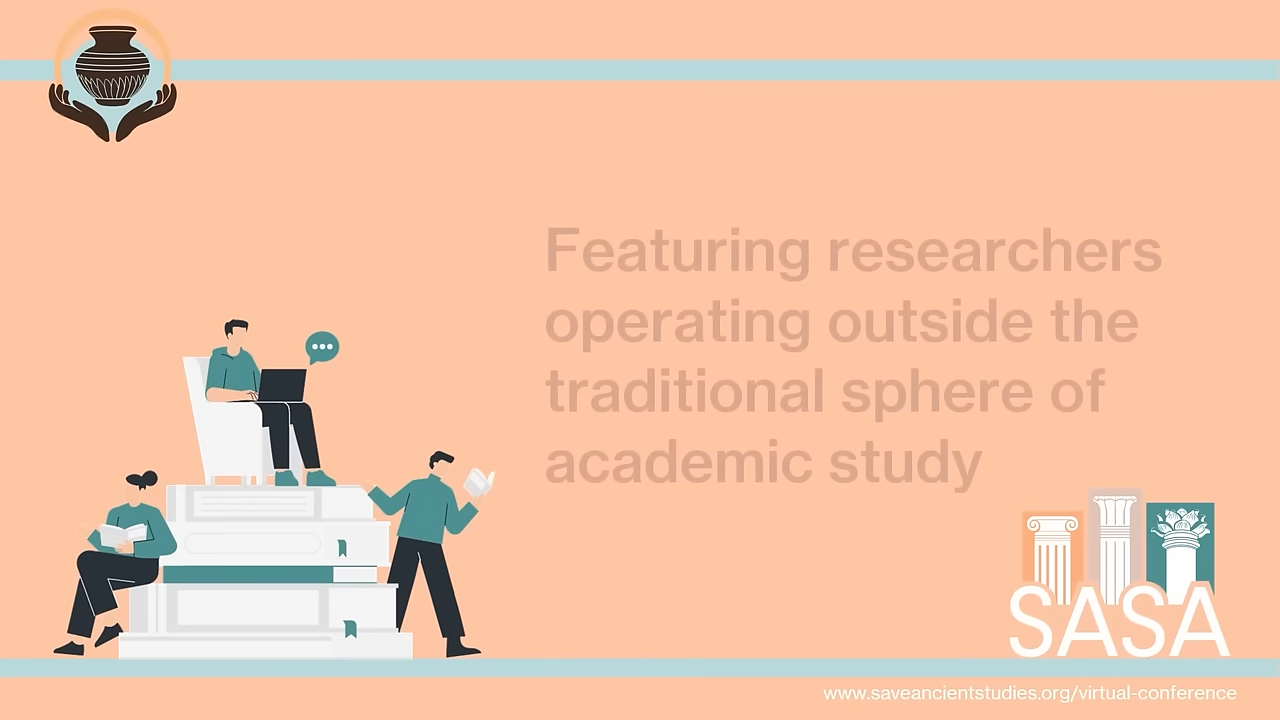 Featuring researchers
operating outside the
traditional sphere of
academic study
SASA
www.saveancientstudies.org/virtual-conference